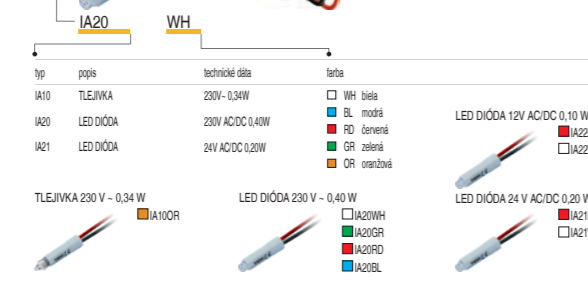 IA20 WH
typ popis technické dáta farba
IA10 TLEJIVKA 230V~ 0,34W
IA20 LED DIÓDA 230V AC/DC 0,40W
IA21 LED DIÓDA 24V AC/DC 0,20W
WH biela
BL modrá
RD červená
GR zelená
OR oranžová
LED DIÓDA 12V AC/DC 0,10 W
IA22
IA22
TLEJIVKA 230 V ~ 0,34 W
IA10OR
LED DIÓDA 230 V ~ 0,40 W
IA20WH
IA20GR
IA20RD
IA20BL
LED DIÓDA 24 V AC/DC 0,20 W
IA21
IA21